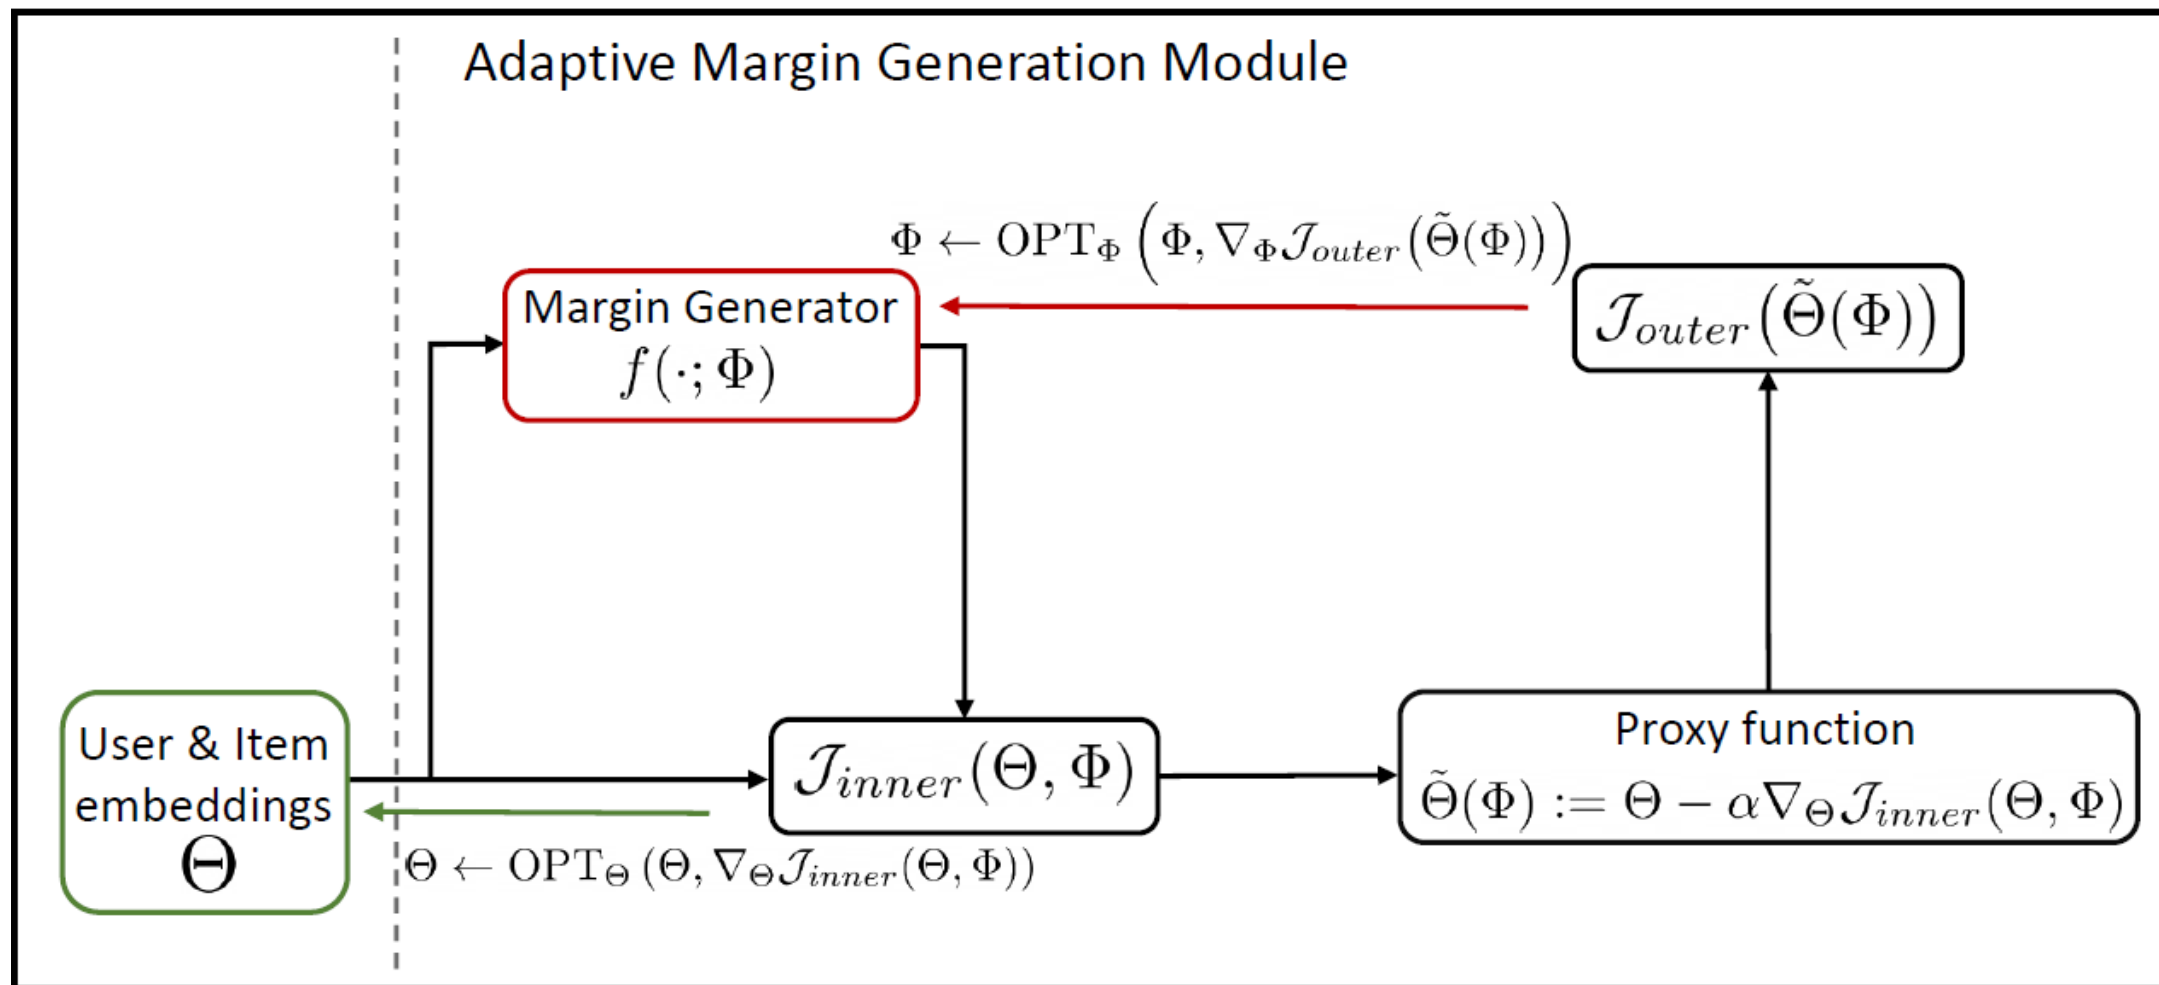 Adaptive Margin Generation Module
Φ ← OPT_Φ (Φ, ∇_Φ 𝒥_outer(Θ̃(Φ)))
Margin Generator
f(·; Φ)
𝒥_outer(Θ̃(Φ))
User & Item
embeddings
Θ
𝒥_inner(Θ, Φ)
Θ ← OPT_Θ (Θ, ∇_Θ 𝒥_inner(Θ, Φ))
Proxy function
Θ̃(Φ) := Θ − α∇_Θ 𝒥_inner(Θ, Φ)